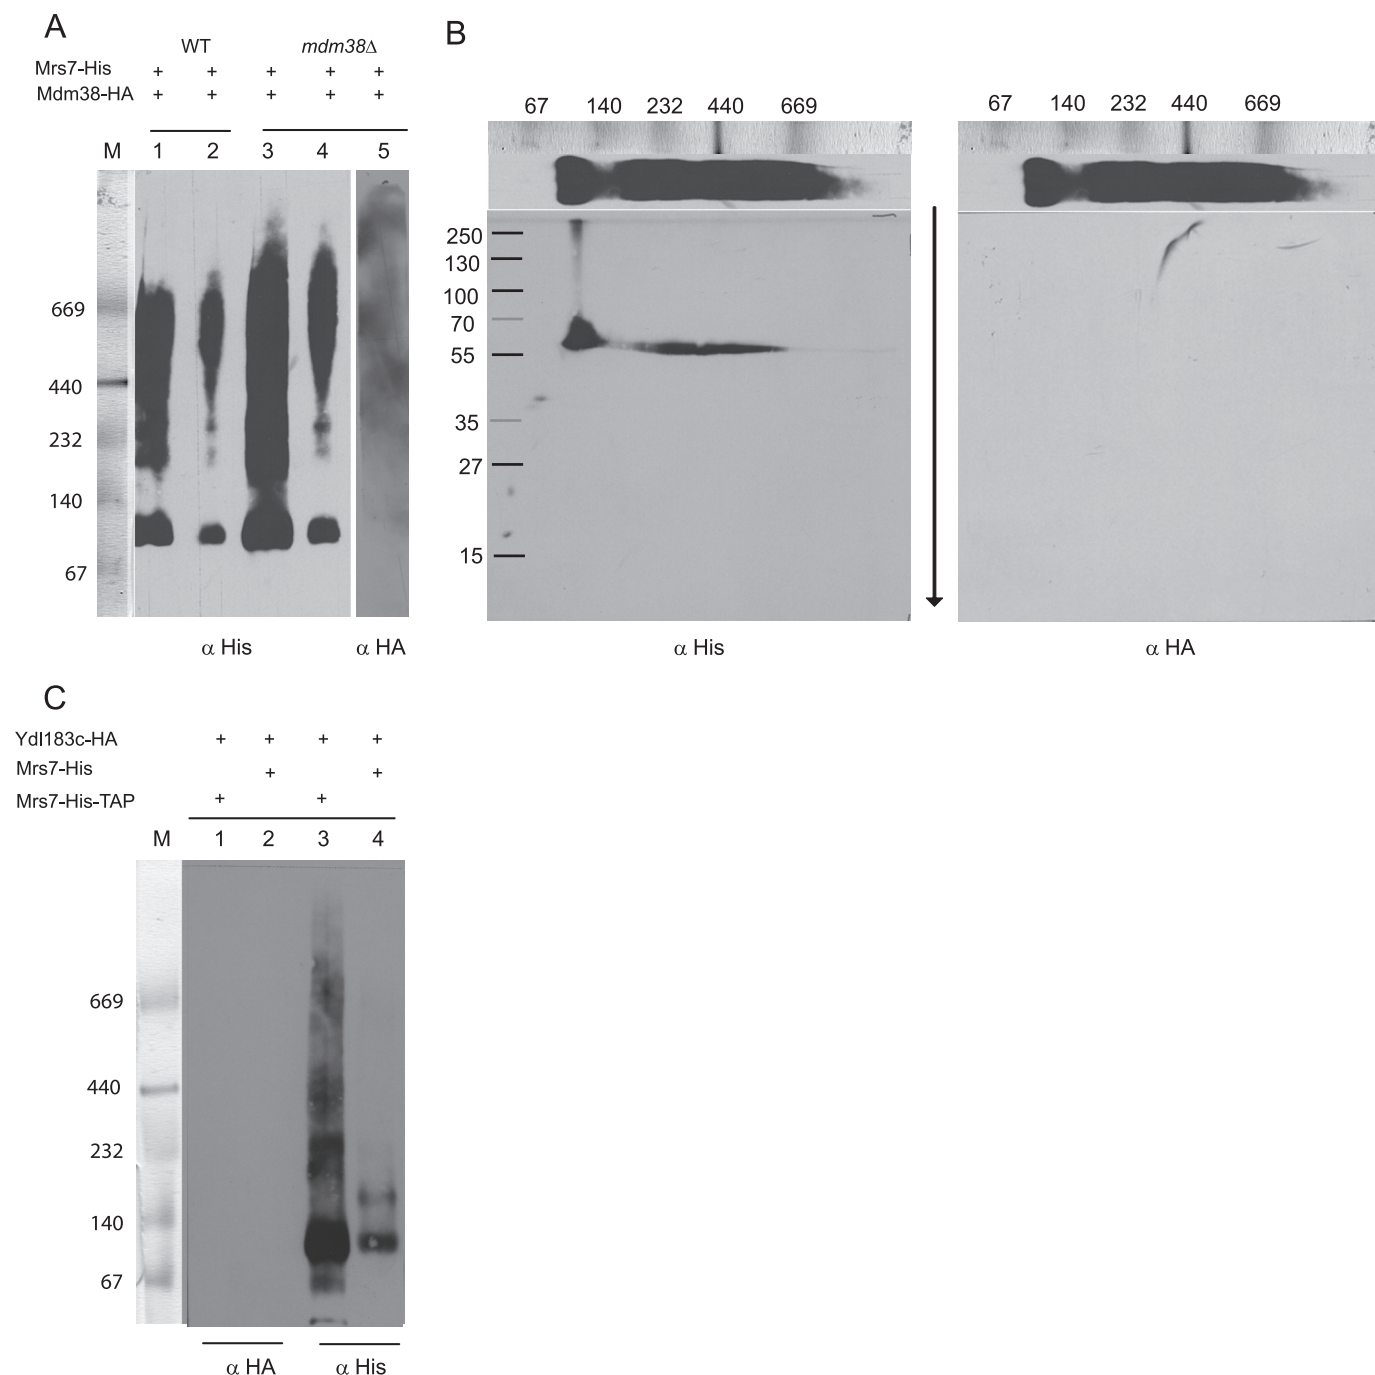 A
WT mdm38Δ
Mrs7-His + + + + +
Mdm38-HA + + + + +
M 1 2 3 4 5
669
440
232
140
67
α His α HA
B
67 140 232 440 669
250
130
100
70
55
35
27
15
α His
67 140 232 440 669
α HA
C
Ydl183c-HA + + + +
Mrs7-His + +
Mrs7-His-TAP + +
M 1 2 3 4
669
440
232
140
67
α HA α His